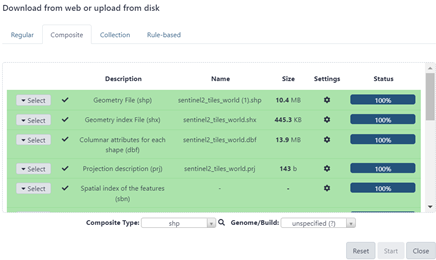 Download from web or upload from disk
Regular Composite Collection Rule-based
Description Name Size Settings Status
Select Geometry File (shp) sentinel2_tiles_world (1).shp 10.4 MB 100%
Select Geometry index File (shx) sentinel2_tiles_world.shx 445.3 KB 100%
Select Columnar attributes for each shape (dbf) sentinel2_tiles_world.dbf 13.9 MB 100%
Select Projection description (prj) sentinel2_tiles_world.prj 143 b 100%
Select Spatial index of the features (sbn) - - 100%
Composite Type: shp Genome/Build: unspecified (?)
Reset Start Close